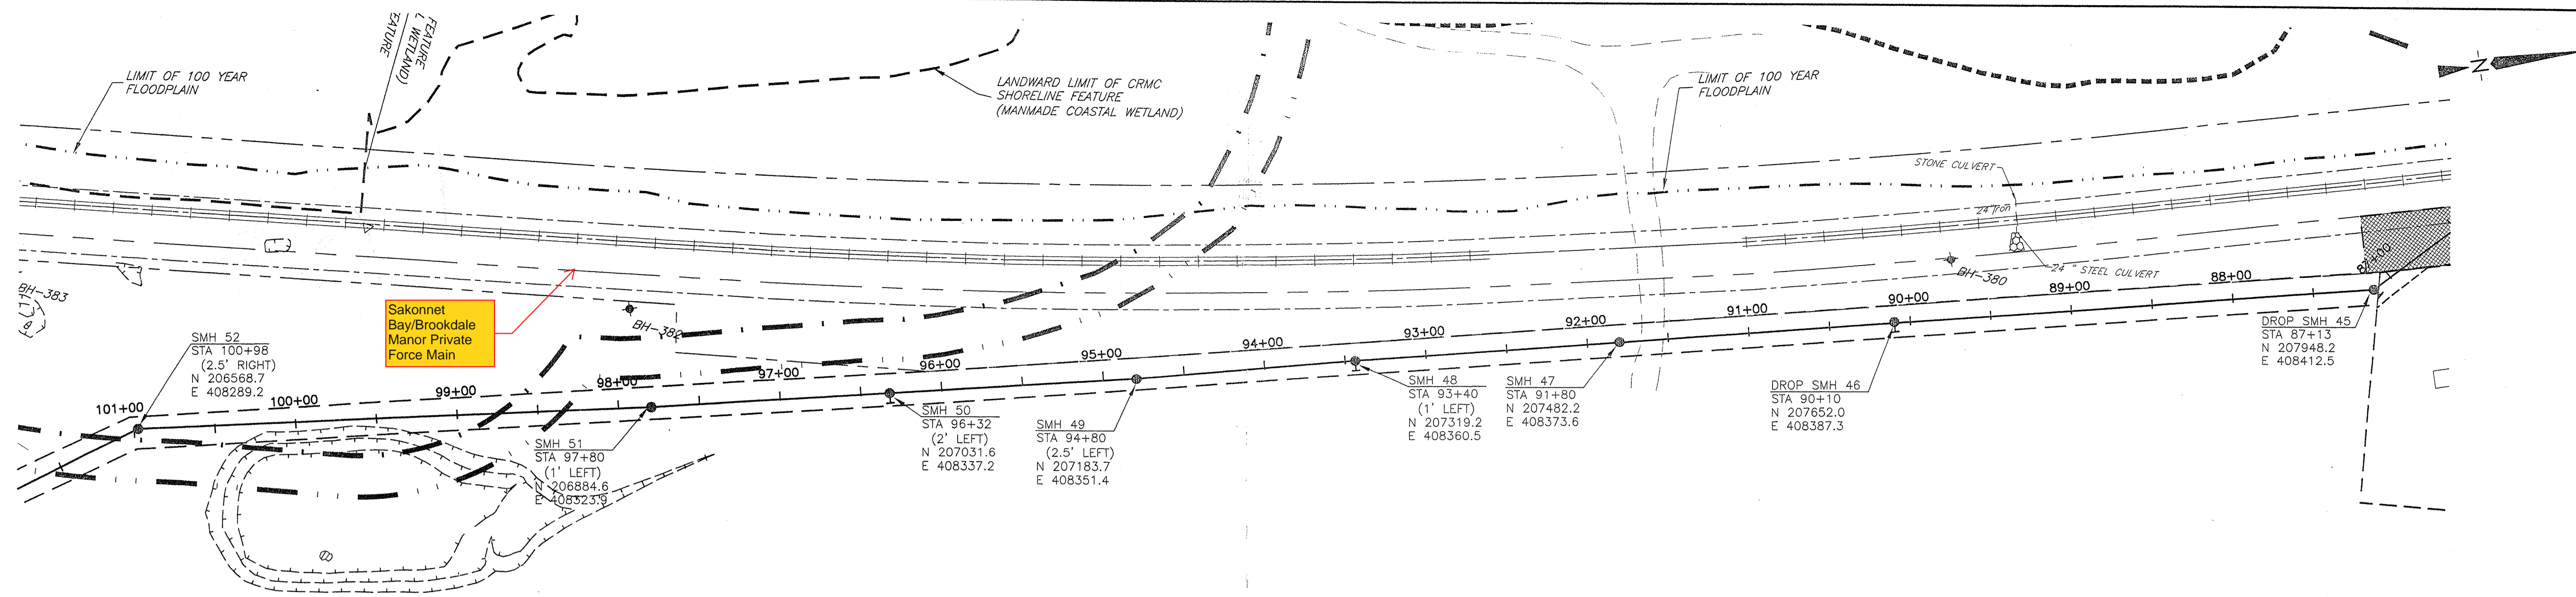 FEATURE
L WETLAND)
EATURE
LIMIT OF 100 YEAR
FLOODPLAIN
LANDWARD LIMIT OF CRMC
SHORELINE FEATURE
(MANMADE COASTAL WETLAND)
LIMIT OF 100 YEAR
FLOODPLAIN
N
STONE CULVERT
24" Iron
24 " STEEL CULVERT
BH-380
BH-383
BH-382
Sakonnet
Bay/Brookdale
Manor Private
Force Main
101+00
100+00
99+00
98+00
97+00
96+00
95+00
94+00
93+00
92+00
91+00
90+00
89+00
88+00
87+00
SMH 52
STA 100+98
(2.5' RIGHT)
N 206568.7
E 408289.2
SMH 51
STA 97+80
(1' LEFT)
N 206884.6
E 408323.9
SMH 50
STA 96+32
(2' LEFT)
N 207031.6
E 408337.2
SMH 49
STA 94+80
(2.5' LEFT)
N 207183.7
E 408351.4
SMH 48
STA 93+40
(1' LEFT)
N 207319.2
E 408360.5
SMH 47
STA 91+80
N 207482.2
E 408373.6
DROP SMH 46
STA 90+10
N 207652.0
E 408387.3
DROP SMH 45
STA 87+13
N 207948.2
E 408412.5